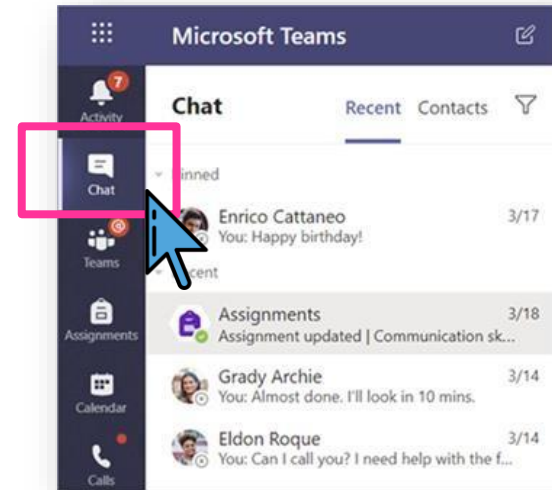 Microsoft Teams
7
Activity
Chat
Teams
Assignments
Calendar
Calls
Chat Recent Contacts
Enrico Cattaneo 3/17
You: Happy birthday!
Assignments 3/18
Assignment updated | Communication sk...
Grady Archie 3/14
You: Almost done. I'll look in 10 mins.
Eldon Roque 3/14
You: Can I call you? I need help with the f...